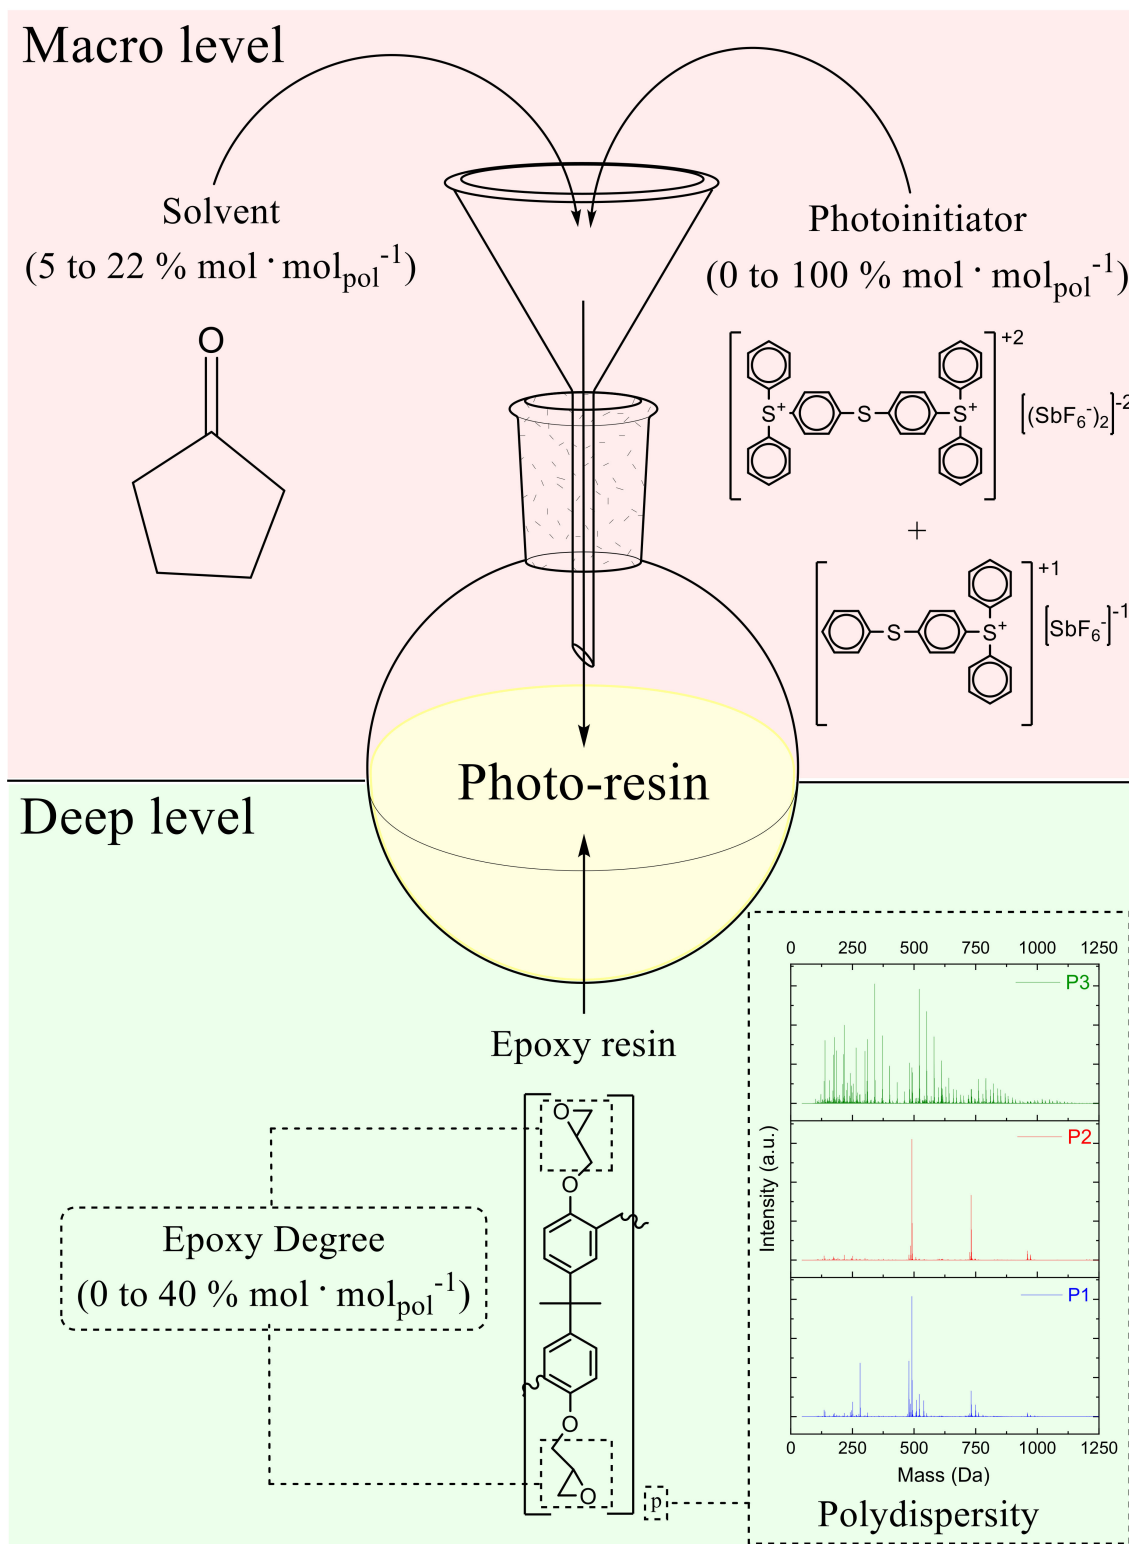 Macro level
Solvent
(5 to 22 % mol · mol_pol^-1)
Photoinitiator
(0 to 100 % mol · mol_pol^-1)
O
+2
S+ S S+
[(SbF6^-)2]^-2
+
+1
S S+
[SbF6^-]^-1
Photo-resin
Deep level
Epoxy resin
O
O
Epoxy Degree
(0 to 40 % mol · mol_pol^-1)
O
O
p
0 250 500 750 1000 1250
P3
P2
P1
Intensity (a.u.)
0 250 500 750 1000 1250
Mass (Da)
Polydispersity